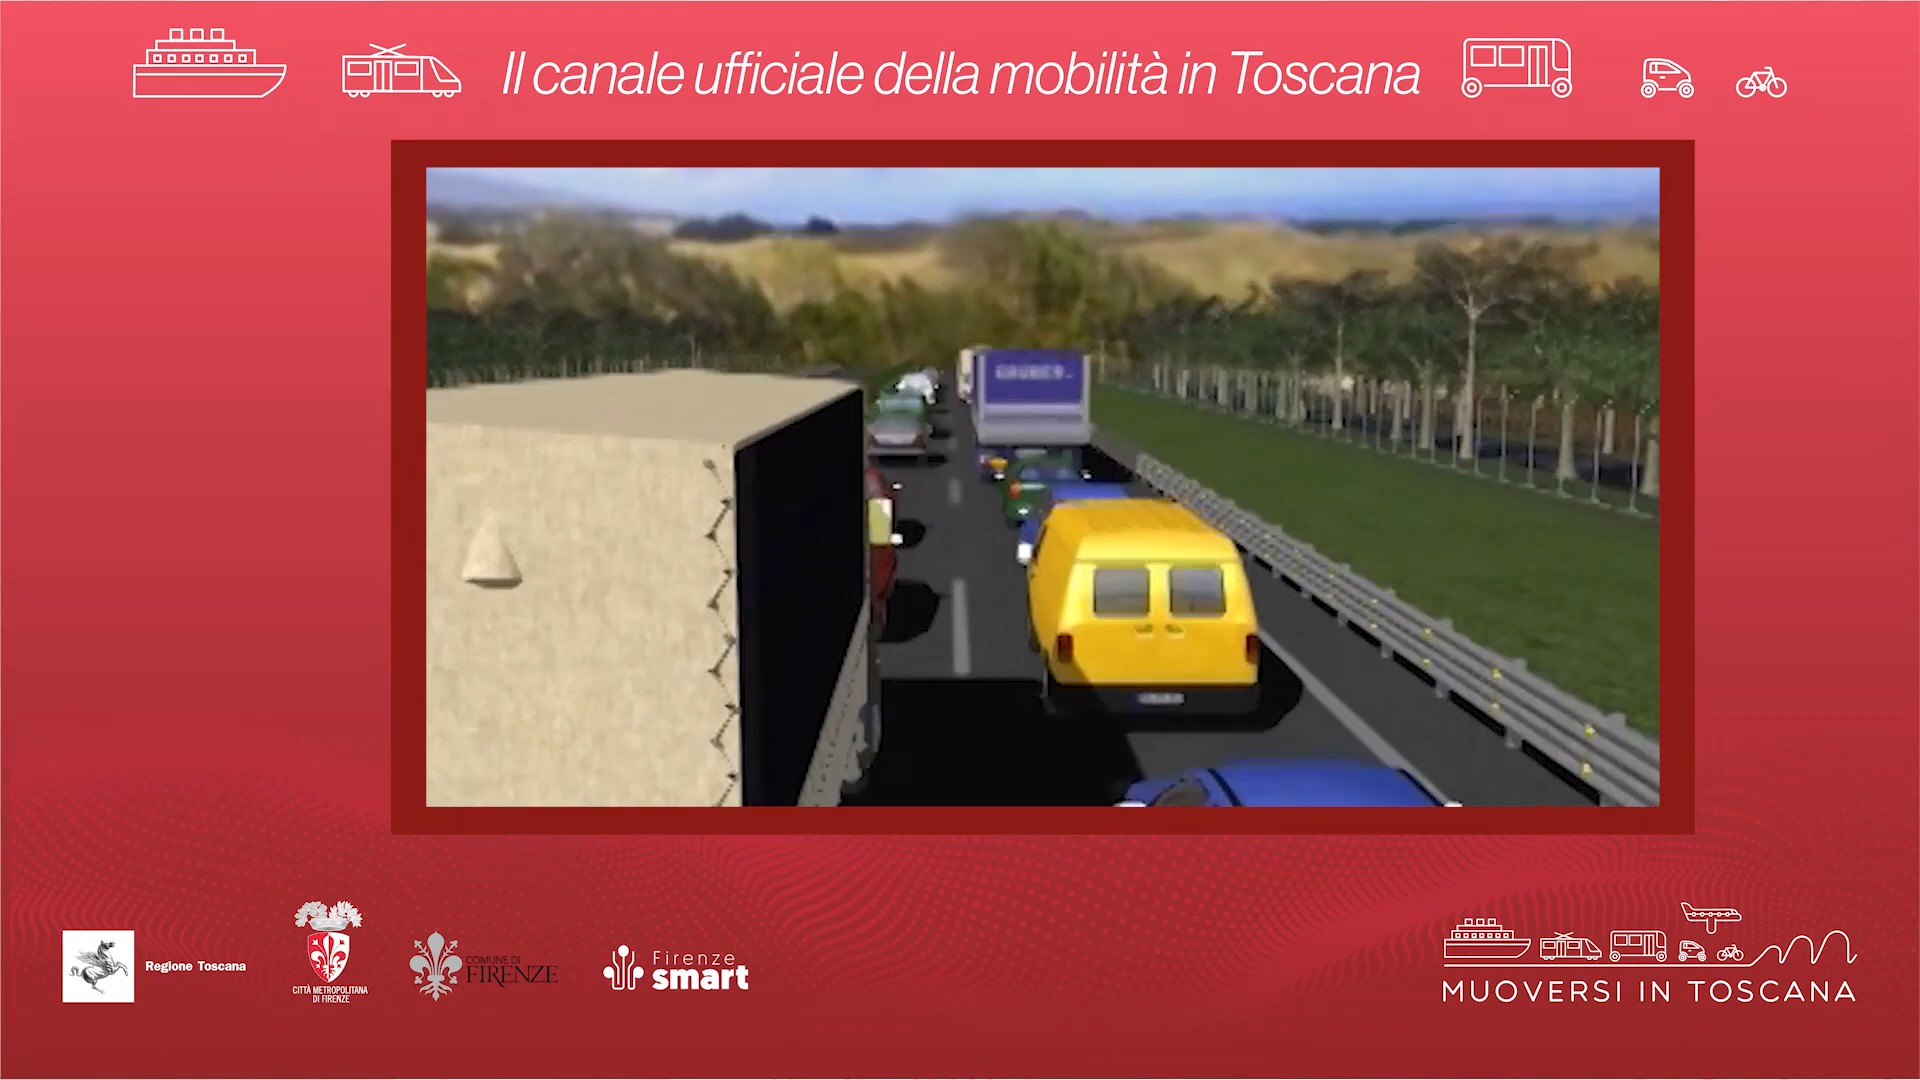 Il canale ufficiale della mobilità in Toscana
Regione Toscana
CITTÀ METROPOLITANA
DI FIRENZE
COMUNE DI
FIRENZE
Firenze
smart
MUOVERSI IN TOSCANA